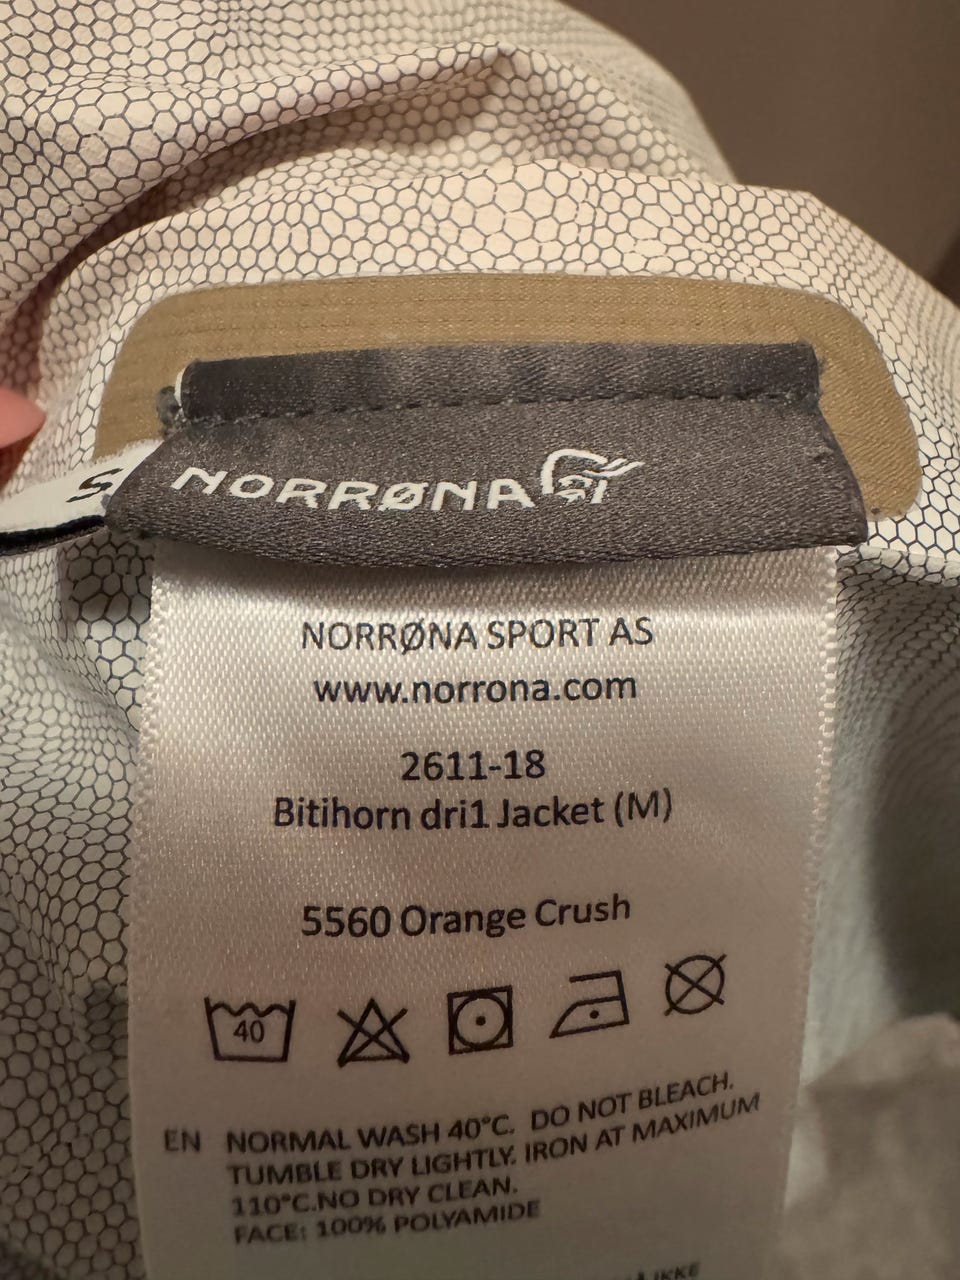 S
NORRØNA
NORRØNA SPORT AS
www.norrona.com
2611-18
Bitihorn dri1 Jacket (M)
5560 Orange Crush
40
EN NORMAL WASH 40°C. DO NOT BLEACH.
TUMBLE DRY LIGHTLY. IRON AT MAXIMUM
110°C.NO DRY CLEAN.
FACE: 100% POLYAMIDE
IKKE